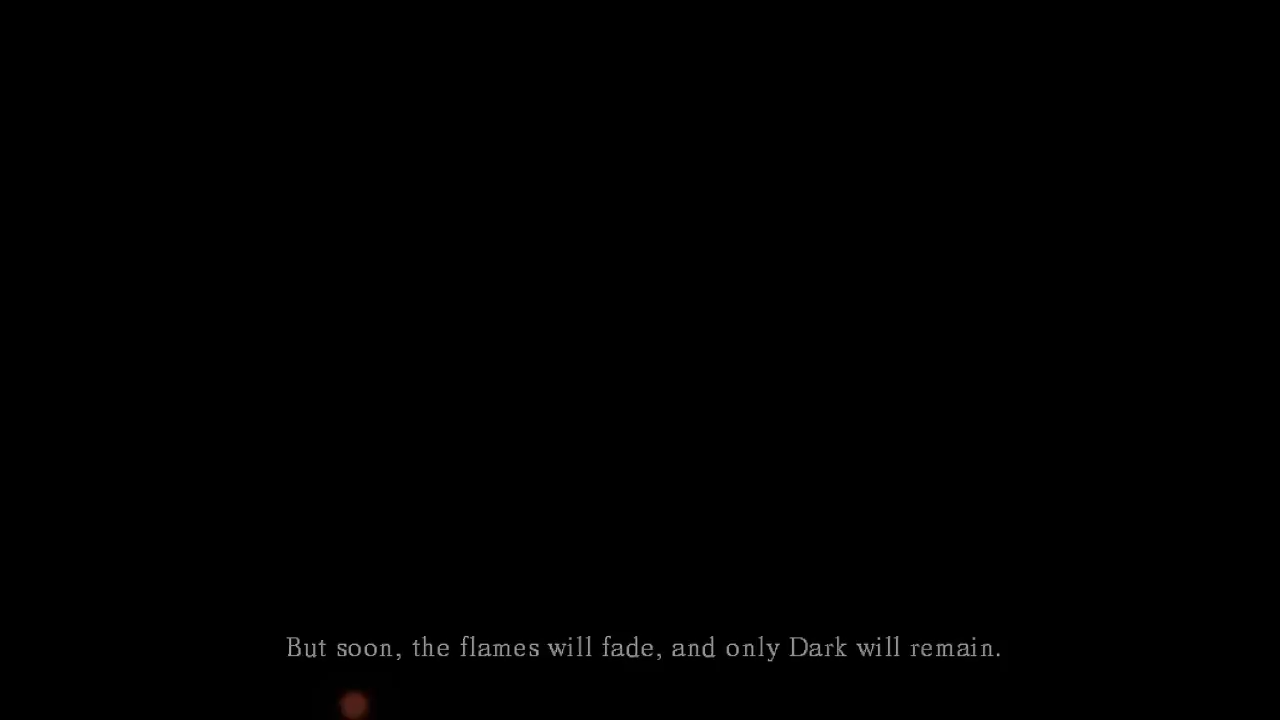 But soon, the flames will fade, and only Dark will remain.